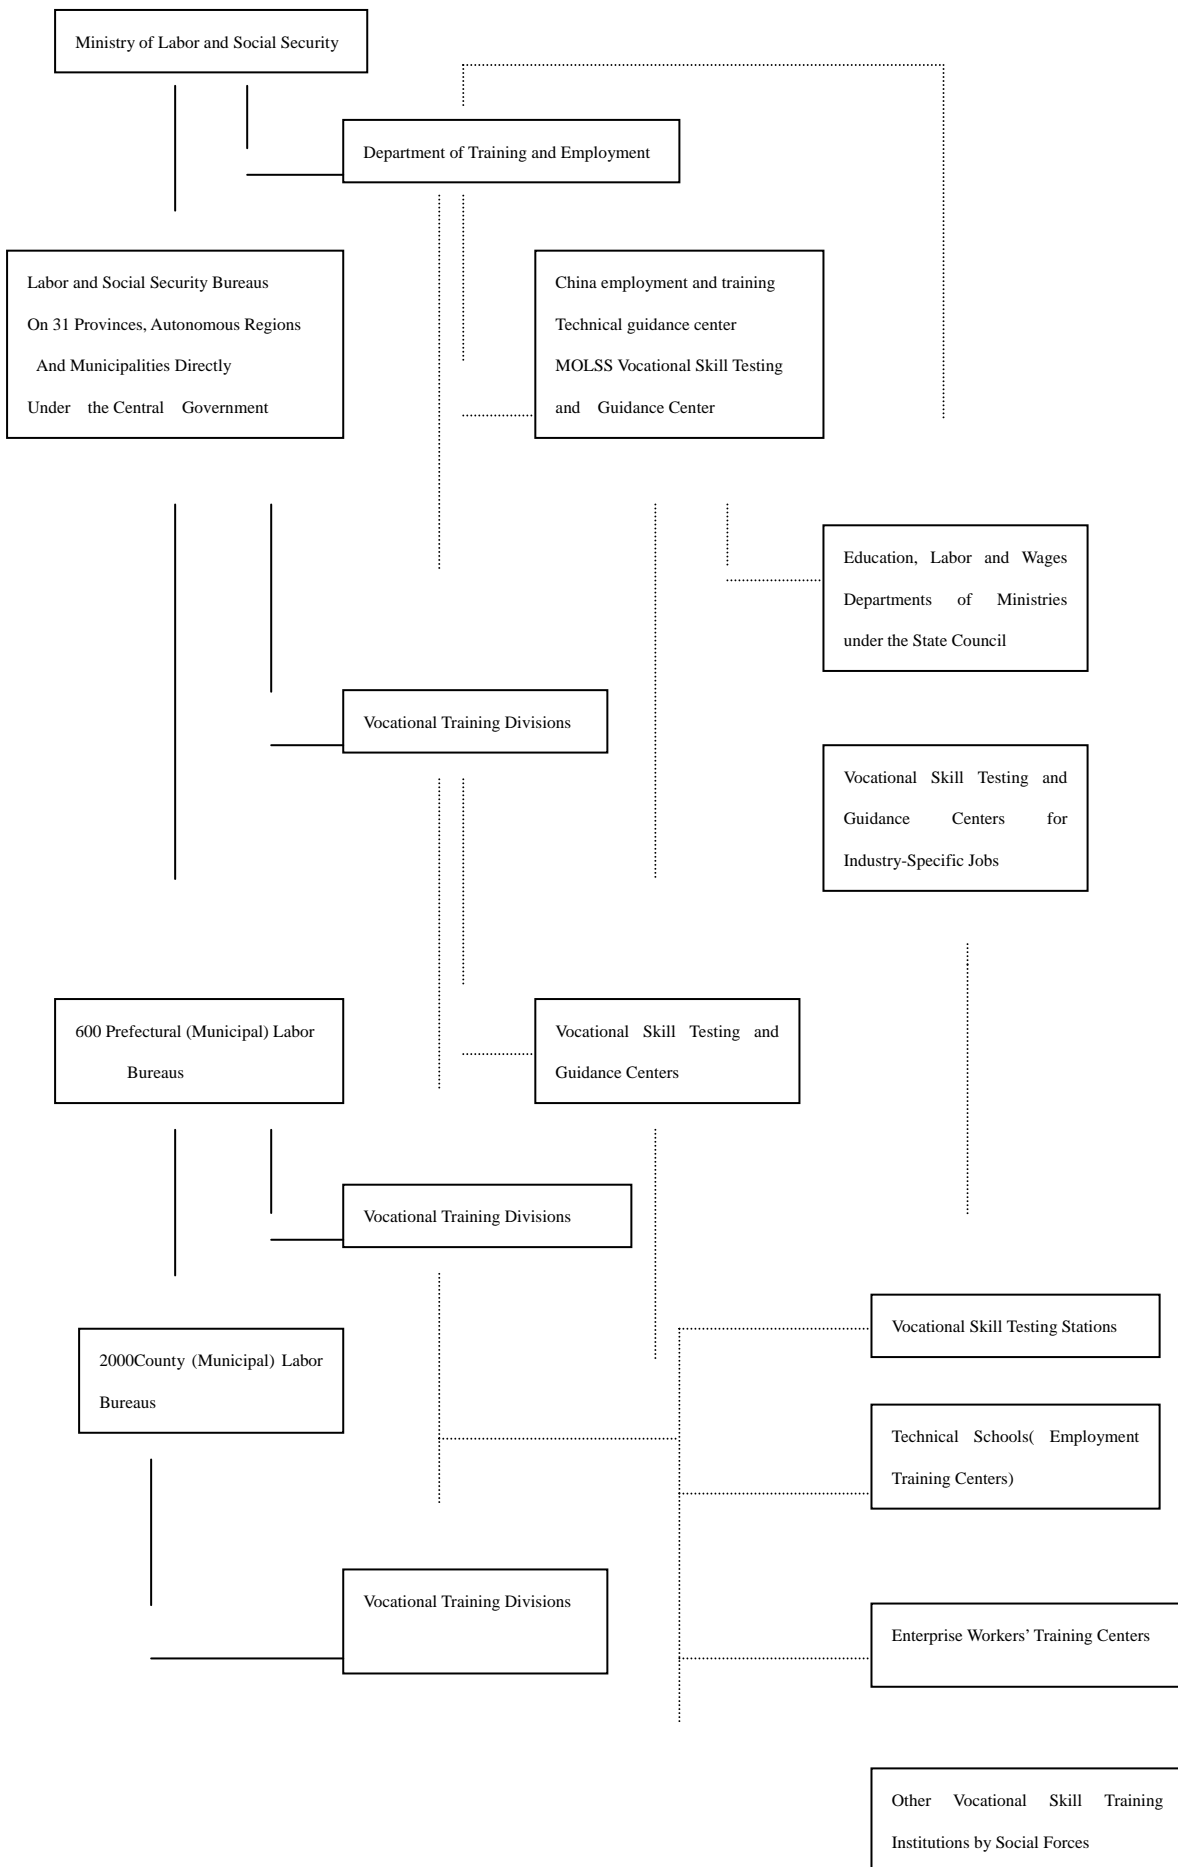 Ministry of Labor and Social Security
Department of Training and Employment
Labor and Social Security Bureaus
On 31 Provinces, Autonomous Regions
And Municipalities Directly
Under the Central Government
China employment and training
Technical guidance center
MOLSS Vocational Skill Testing
and Guidance Center
Education, Labor and Wages
Departments of Ministries
under the State Council
Vocational Training Divisions
Vocational Skill Testing and
Guidance Centers for
Industry-Specific Jobs
600 Prefectural (Municipal) Labor
Bureaus
Vocational Skill Testing and
Guidance Centers
Vocational Training Divisions
Vocational Skill Testing Stations
2000County (Municipal) Labor
Bureaus
Technical Schools( Employment
Training Centers)
Vocational Training Divisions
Enterprise Workers’ Training Centers
Other Vocational Skill Training
Institutions by Social Forces